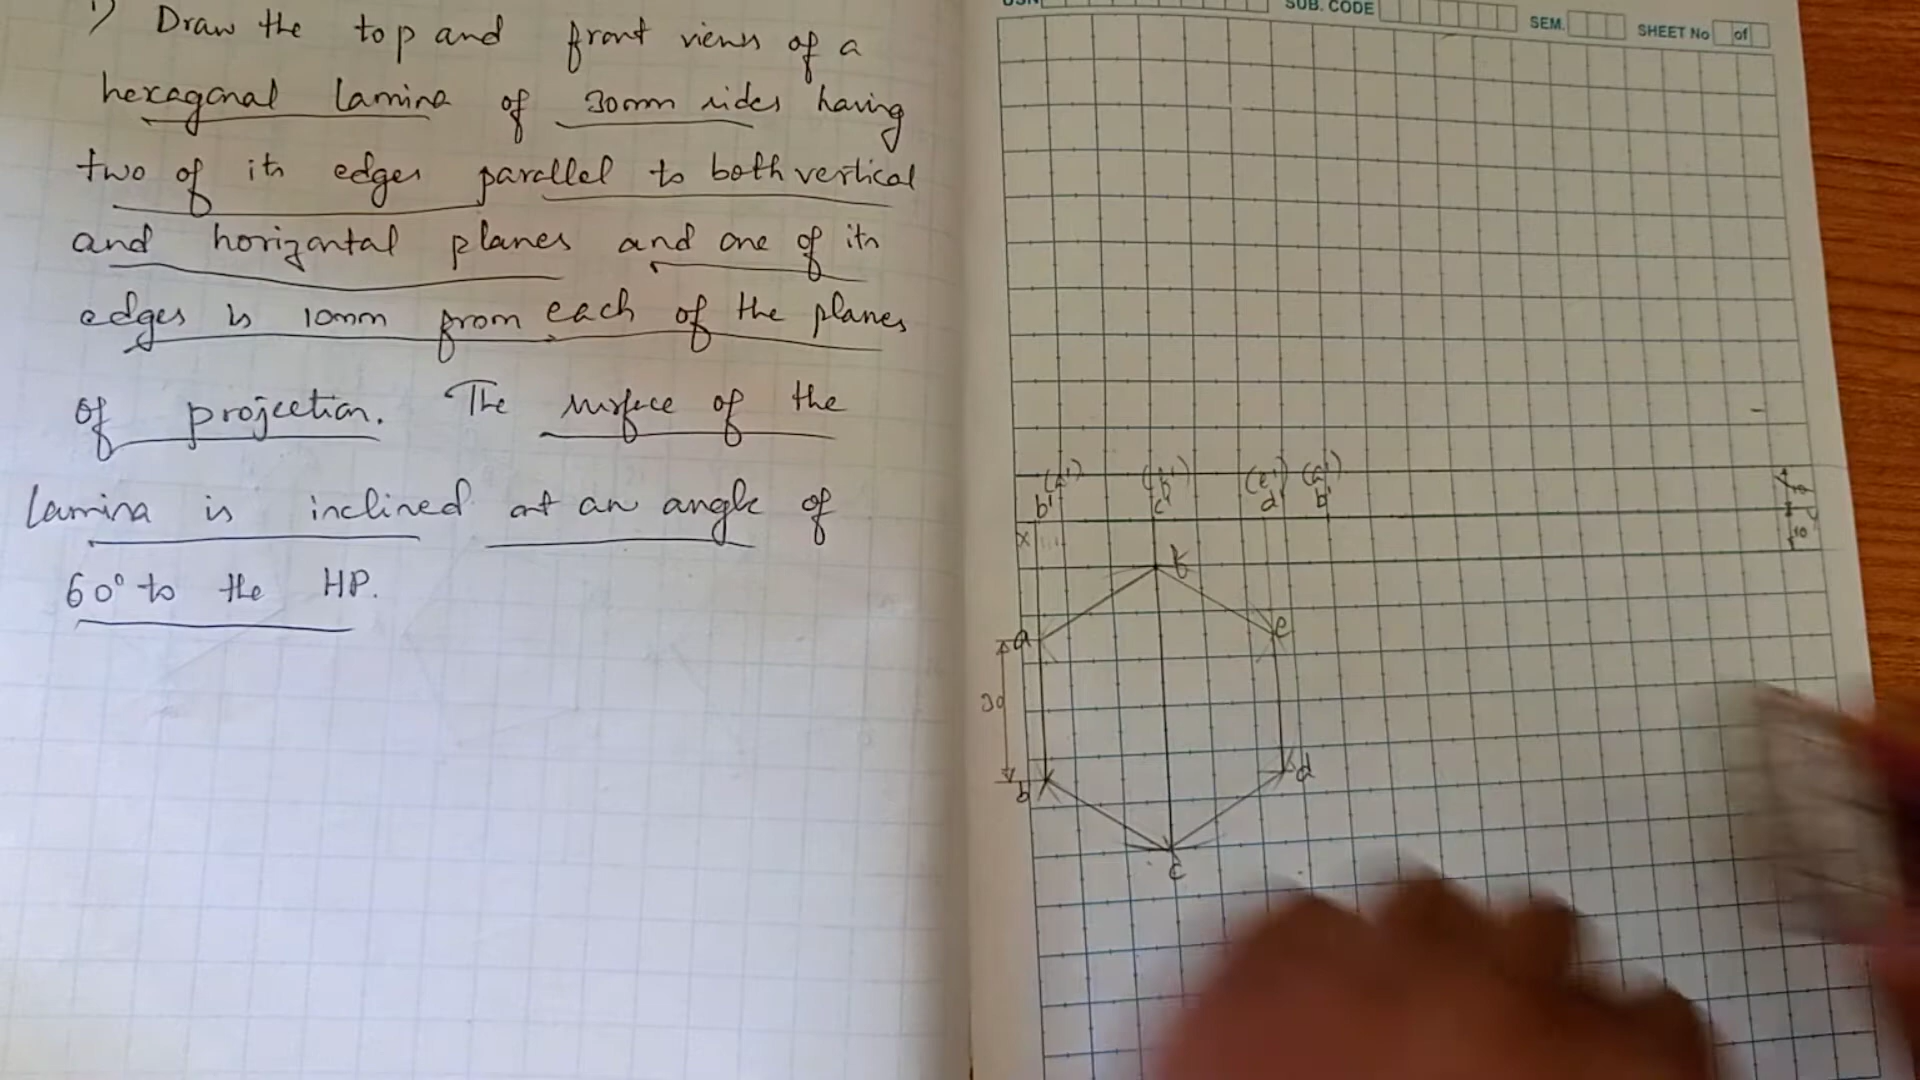 1) Draw the top and front views of a
hexagonal lamina of 30mm sides having
two of its edges parallel to both vertical
and horizontal planes and one of its
edges is 10mm from each of the planes
of projection. The surface of the
lamina is inclined at an angle of
60° to the HP.
SUB. CODE
SEM.
SHEET No of
(a') (f') (e') (a')
b' c' d' b'
X
10
10
f
a e
30
b d
c